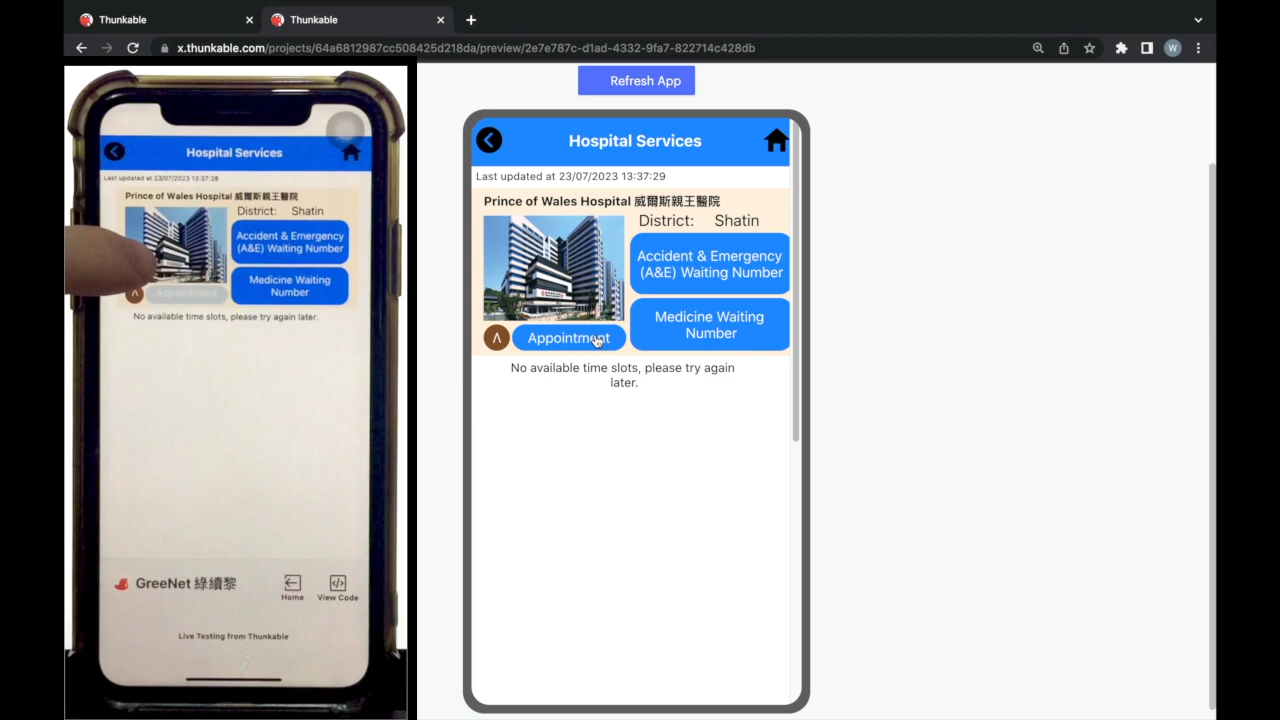 Thunkable
Thunkable
x.thunkable.com/projects/64a6812987cc508425d218da/preview/2e7e787c-d1ad-4332-9fa7-822714c428db
W
Hospital Services
Last updated at 23/07/2023 13:37:28
Prince of Wales Hospital 威爾斯親王醫院
District: Shatin
Accident & Emergency
(A&E) Waiting Number
Medicine Waiting
Number
Λ Appointment
No available time slots, please try again later.
GreeNet 綠續黎
Home
View Code
Live Testing from Thunkable
Refresh App
Hospital Services
Last updated at 23/07/2023 13:37:29
Prince of Wales Hospital 威爾斯親王醫院
District: Shatin
Accident & Emergency
(A&E) Waiting Number
Medicine Waiting
Number
Λ Appointment
No available time slots, please try again
later.